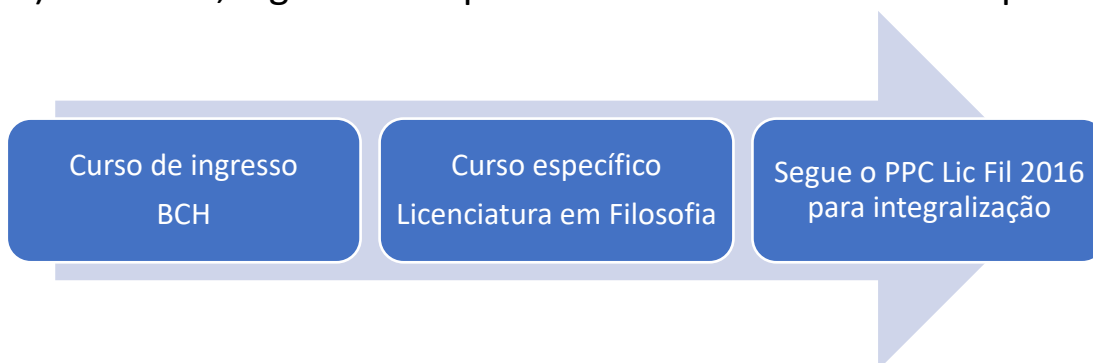 Curso de ingresso
BCH
Curso específico
Licenciatura em Filosofia
Segue o PPC Lic Fil 2016
para integralização